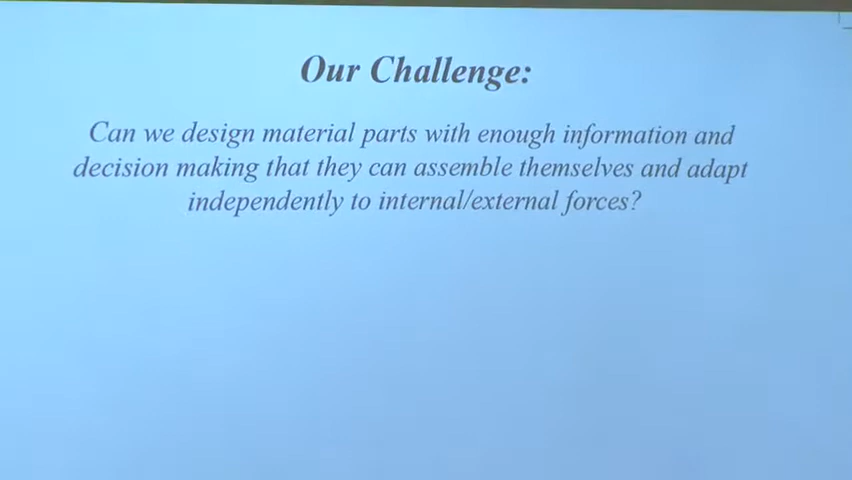 Our Challenge:
Can we design material parts with enough information and
decision making that they can assemble themselves and adapt
independently to internal/external forces?